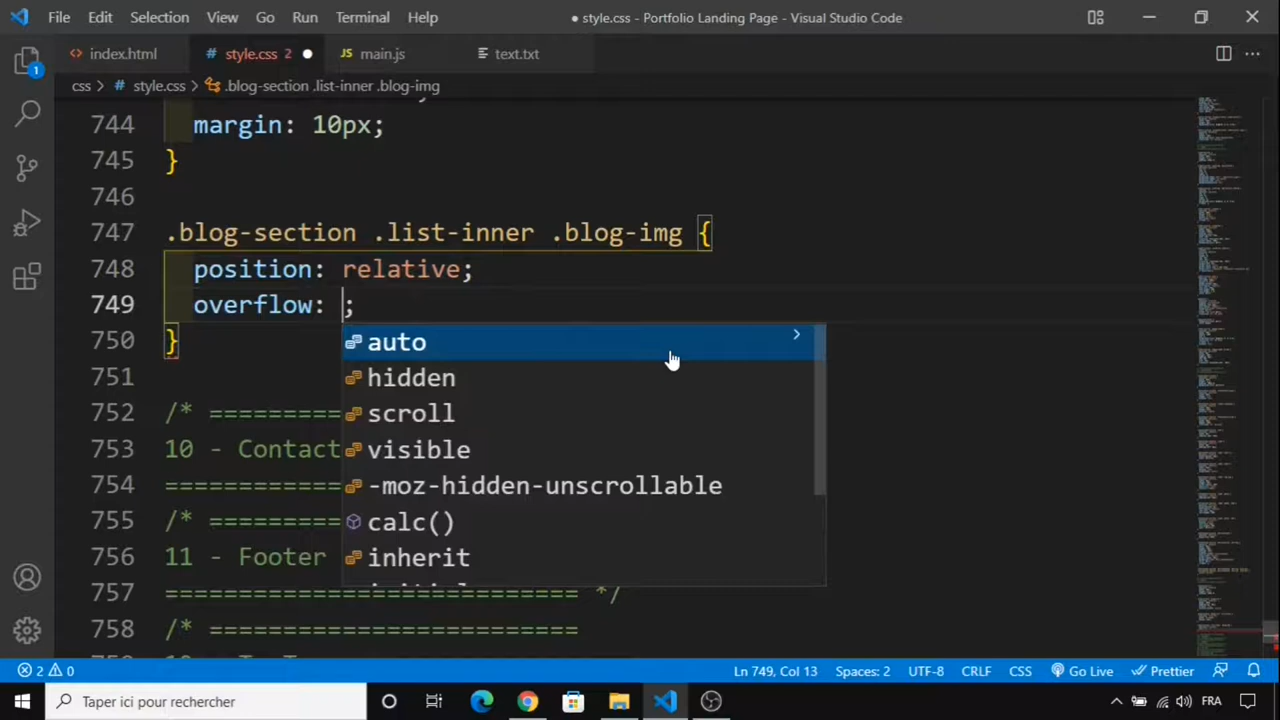 File Edit Selection View Go Run Terminal Help ● style.css - Portfolio Landing Page - Visual Studio Code
index.html # style.css 2 ● JS main.js text.txt
css > # style.css > .blog-section .list-inner .blog-img
1
744 margin: 10px;
745 }
746
747 .blog-section .list-inner .blog-img {
748 position: relative;
749 overflow: ;
750 }
auto
751
hidden
752 /* ==========
scroll
753 10 - Contact
visible
754 =========
-moz-hidden-unscrollable
755 /* =========
calc()
756 11 - Footer
inherit
757 ============================ */
758 /* =========================
2 0 Ln 749, Col 13 Spaces: 2 UTF-8 CRLF CSS Go Live Prettier
Taper ici pour rechercher FRA